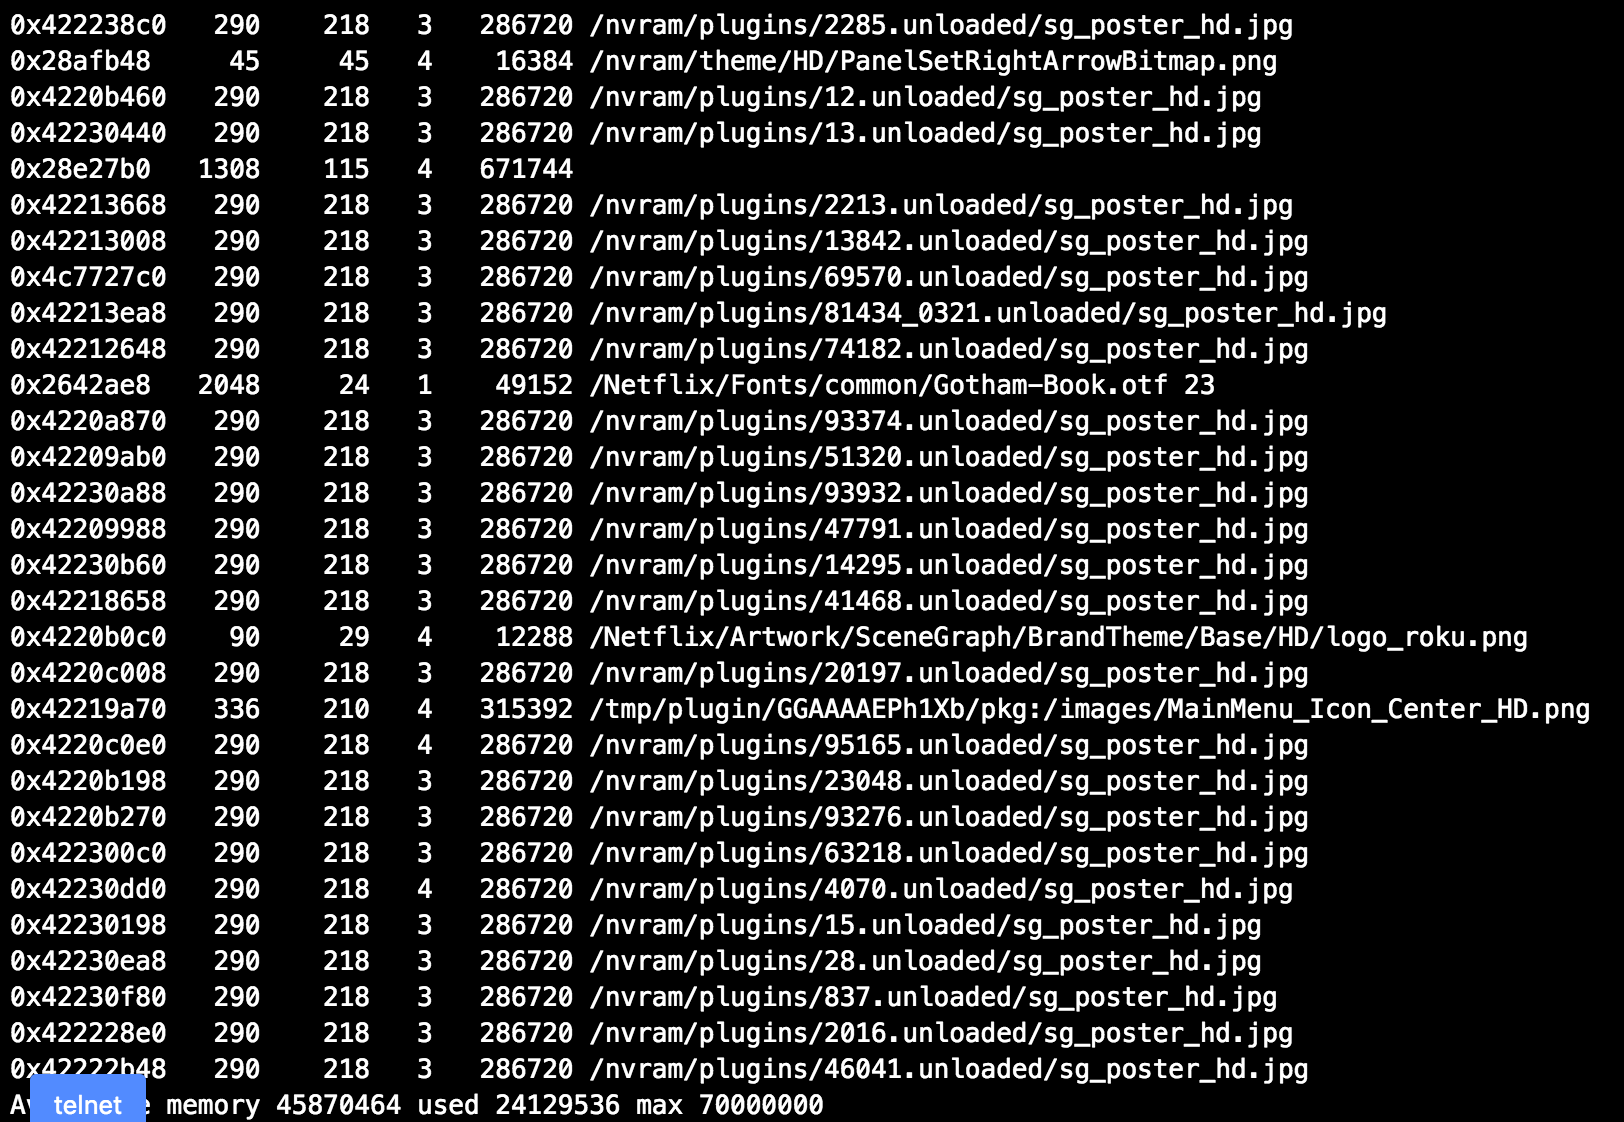 0x422238c0 290 218 3 286720 /nvram/plugins/2285.unloaded/sg_poster_hd.jpg
0x28afb48 45 45 4 16384 /nvram/theme/HD/PanelSetRightArrowBitmap.png
0x4220b460 290 218 3 286720 /nvram/plugins/12.unloaded/sg_poster_hd.jpg
0x42230440 290 218 3 286720 /nvram/plugins/13.unloaded/sg_poster_hd.jpg
0x28e27b0 1308 115 4 671744
0x42213668 290 218 3 286720 /nvram/plugins/2213.unloaded/sg_poster_hd.jpg
0x42213008 290 218 3 286720 /nvram/plugins/13842.unloaded/sg_poster_hd.jpg
0x4c7727c0 290 218 3 286720 /nvram/plugins/69570.unloaded/sg_poster_hd.jpg
0x42213ea8 290 218 3 286720 /nvram/plugins/81434_0321.unloaded/sg_poster_hd.jpg
0x42212648 290 218 3 286720 /nvram/plugins/74182.unloaded/sg_poster_hd.jpg
0x2642ae8 2048 24 1 49152 /Netflix/Fonts/common/Gotham-Book.otf 23
0x4220a870 290 218 3 286720 /nvram/plugins/93374.unloaded/sg_poster_hd.jpg
0x42209ab0 290 218 3 286720 /nvram/plugins/51320.unloaded/sg_poster_hd.jpg
0x42230a88 290 218 3 286720 /nvram/plugins/93932.unloaded/sg_poster_hd.jpg
0x42209988 290 218 3 286720 /nvram/plugins/47791.unloaded/sg_poster_hd.jpg
0x42230b60 290 218 3 286720 /nvram/plugins/14295.unloaded/sg_poster_hd.jpg
0x42218658 290 218 3 286720 /nvram/plugins/41468.unloaded/sg_poster_hd.jpg
0x4220b0c0 90 29 4 12288 /Netflix/Artwork/SceneGraph/BrandTheme/Base/HD/logo_roku.png
0x4220c008 290 218 3 286720 /nvram/plugins/20197.unloaded/sg_poster_hd.jpg
0x42219a70 336 210 4 315392 /tmp/plugin/GGAAAAEPh1Xb/pkg:/images/MainMenu_Icon_Center_HD.png
0x4220c0e0 290 218 4 286720 /nvram/plugins/95165.unloaded/sg_poster_hd.jpg
0x4220b198 290 218 3 286720 /nvram/plugins/23048.unloaded/sg_poster_hd.jpg
0x4220b270 290 218 3 286720 /nvram/plugins/93276.unloaded/sg_poster_hd.jpg
0x422300c0 290 218 3 286720 /nvram/plugins/63218.unloaded/sg_poster_hd.jpg
0x42230dd0 290 218 4 286720 /nvram/plugins/4070.unloaded/sg_poster_hd.jpg
0x42230198 290 218 3 286720 /nvram/plugins/15.unloaded/sg_poster_hd.jpg
0x42230ea8 290 218 3 286720 /nvram/plugins/28.unloaded/sg_poster_hd.jpg
0x42230f80 290 218 3 286720 /nvram/plugins/837.unloaded/sg_poster_hd.jpg
0x422228e0 290 218 3 286720 /nvram/plugins/2016.unloaded/sg_poster_hd.jpg
0x42222b48 290 218 3 286720 /nvram/plugins/46041.unloaded/sg_poster_hd.jpg
telnet memory 45870464 used 24129536 max 70000000